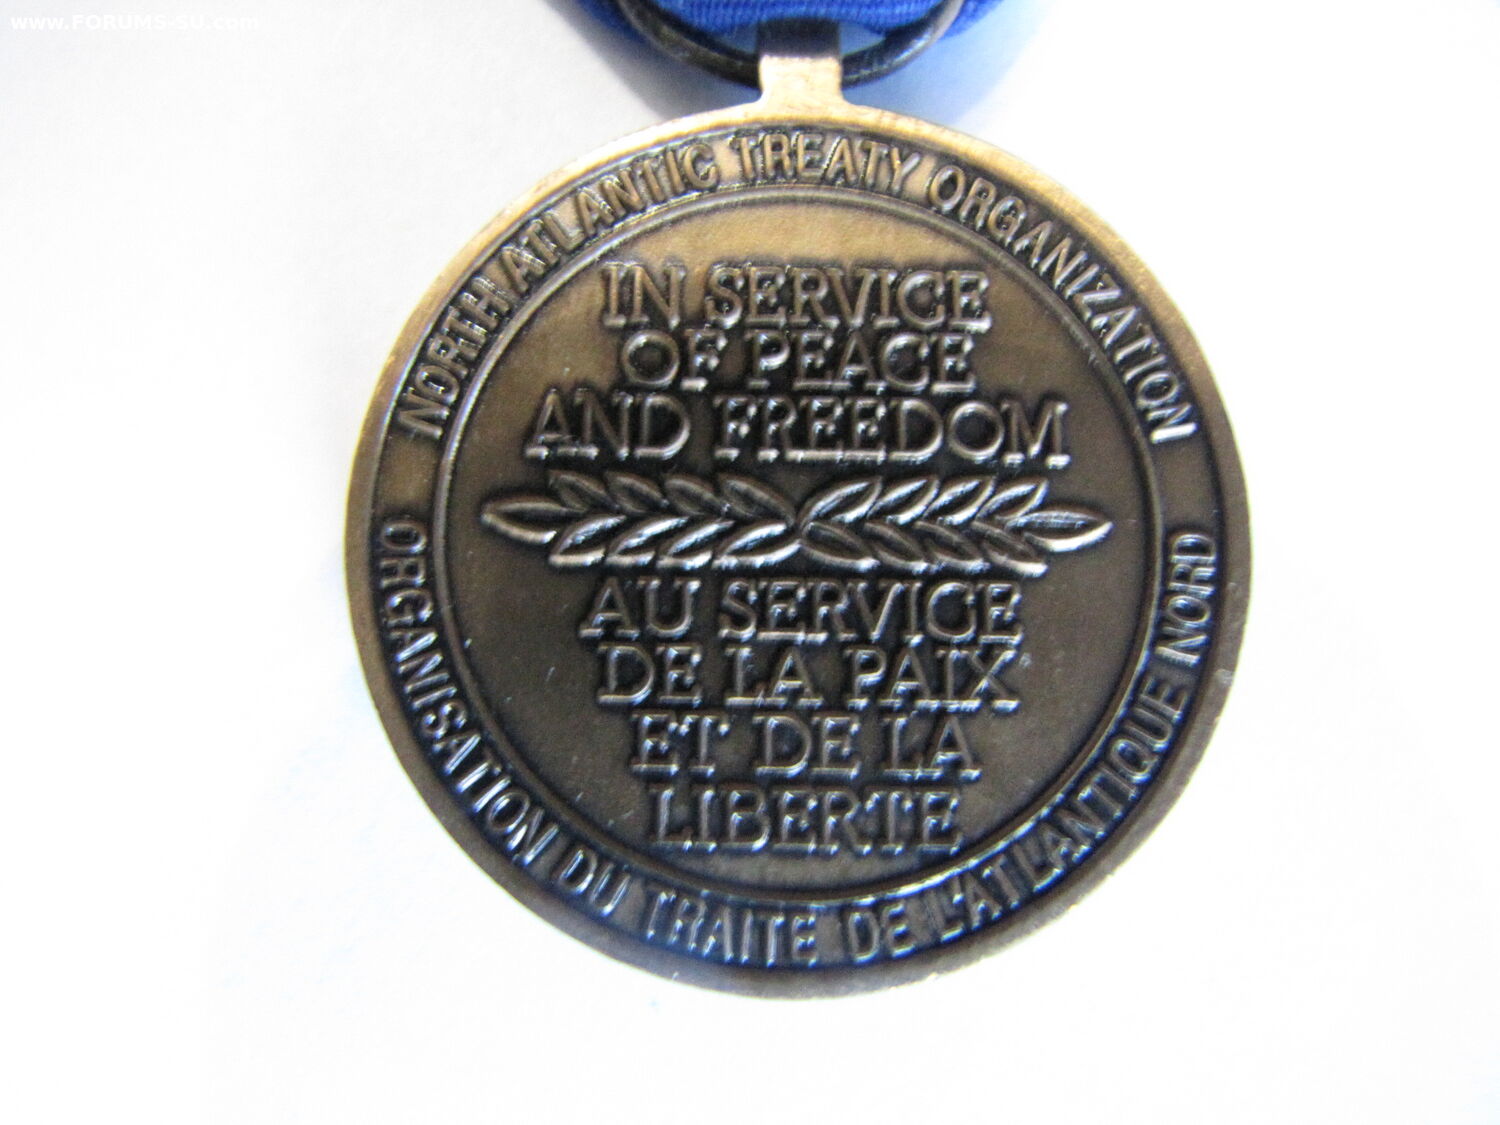 www.FORUMS-SU.com
NORTH ATLANTIC TREATY ORGANIZATION
IN SERVICE
OF PEACE
AND FREEDOM
AU SERVICE
DE LA PAIX
ET DE LA
LIBERTE
ORGANISATION DU TRAITE DE L'ATLANTIQUE NORD